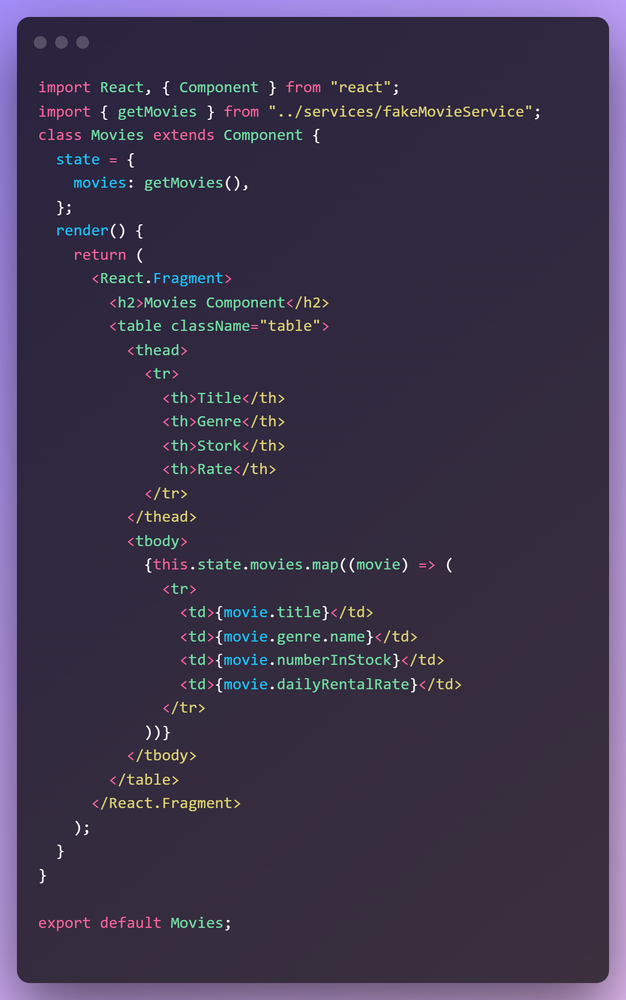 import React, { Component } from "react";
import { getMovies } from "../services/fakeMovieService";
class Movies extends Component {
  state = {
    movies: getMovies(),
  };
  render() {
    return (
      <React.Fragment>
        <h2>Movies Component</h2>
        <table className="table">
          <thead>
            <tr>
              <th>Title</th>
              <th>Genre</th>
              <th>Stork</th>
              <th>Rate</th>
            </tr>
          </thead>
          <tbody>
            {this.state.movies.map((movie) => (
              <tr>
                <td>{movie.title}</td>
                <td>{movie.genre.name}</td>
                <td>{movie.numberInStock}</td>
                <td>{movie.dailyRentalRate}</td>
              </tr>
            ))}
          </tbody>
        </table>
      </React.Fragment>
    );
  }
}

export default Movies;